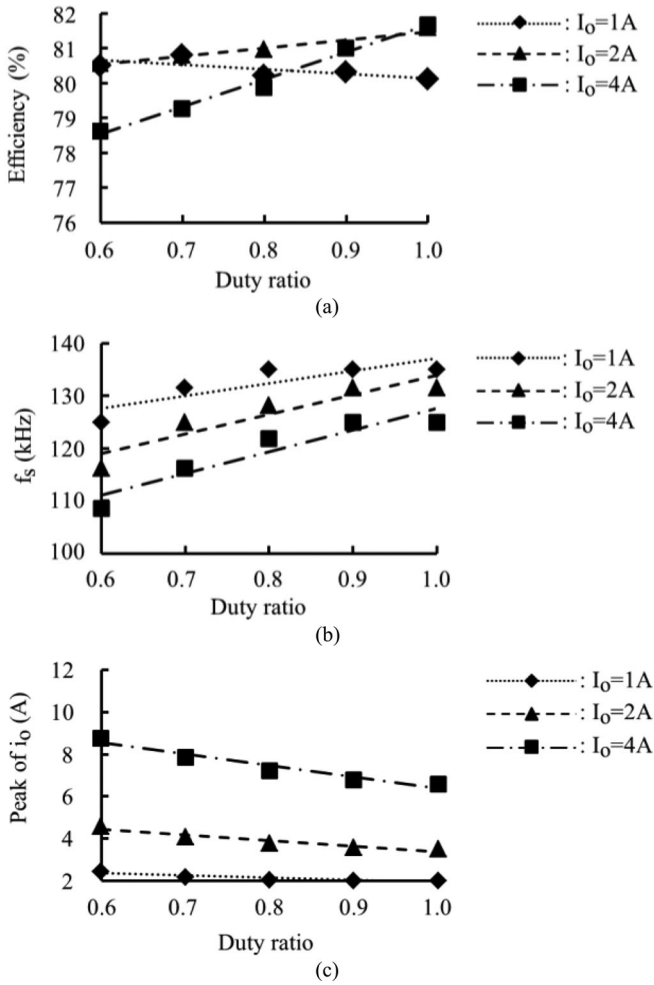 82
81
80
79
78
77
76
Efficiency (%)
0.6 0.7 0.8 0.9 1.0
Duty ratio
: Io=1A
: Io=2A
: Io=4A
(a)
140
130
120
110
100
fs (kHz)
0.6 0.7 0.8 0.9 1.0
Duty ratio
: Io=1A
: Io=2A
: Io=4A
(b)
12
10
8
6
4
2
Peak of io (A)
0.6 0.7 0.8 0.9 1.0
Duty ratio
: Io=1A
: Io=2A
: Io=4A
(c)